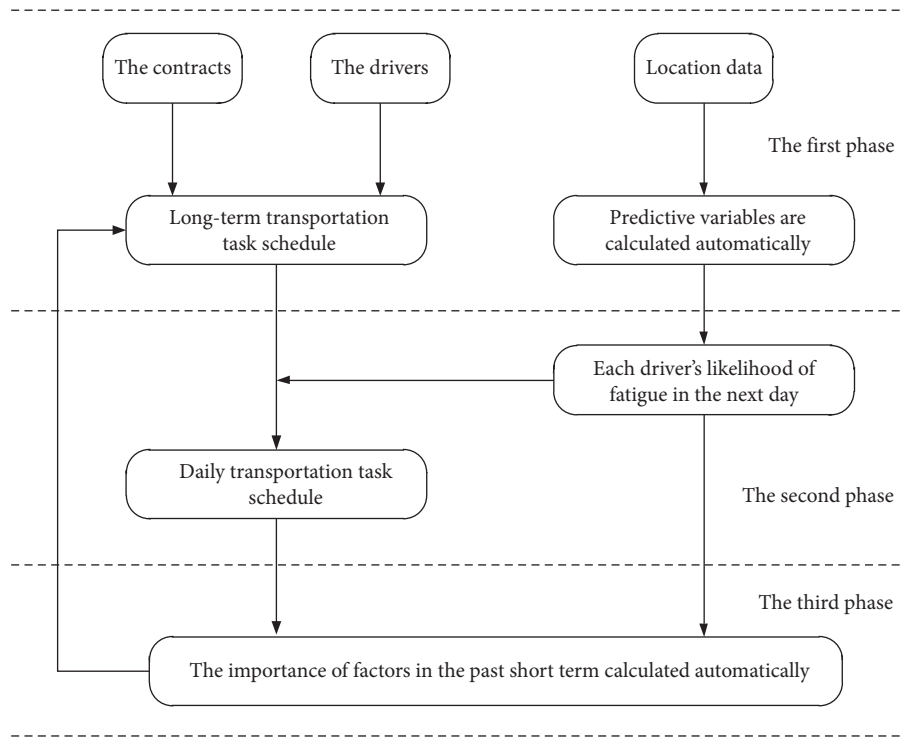 The contracts
The drivers
Location data
The first phase
Long-term transportation
task schedule
Predictive variables are
calculated automatically
Each driver's likelihood of
fatigue in the next day
Daily transportation task
schedule
The second phase
The third phase
The importance of factors in the past short term calculated automatically